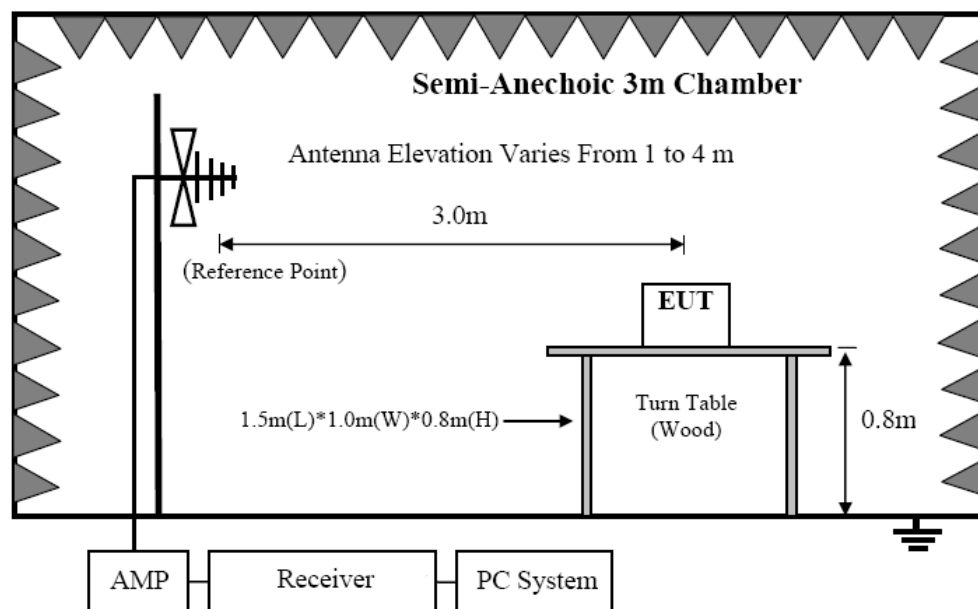 Semi-Anechoic 3m Chamber
Antenna Elevation Varies From 1 to 4 m
3.0m
(Reference Point)
EUT
1.5m(L)*1.0m(W)*0.8m(H)
Turn Table
(Wood)
0.8m
AMP
Receiver
PC System